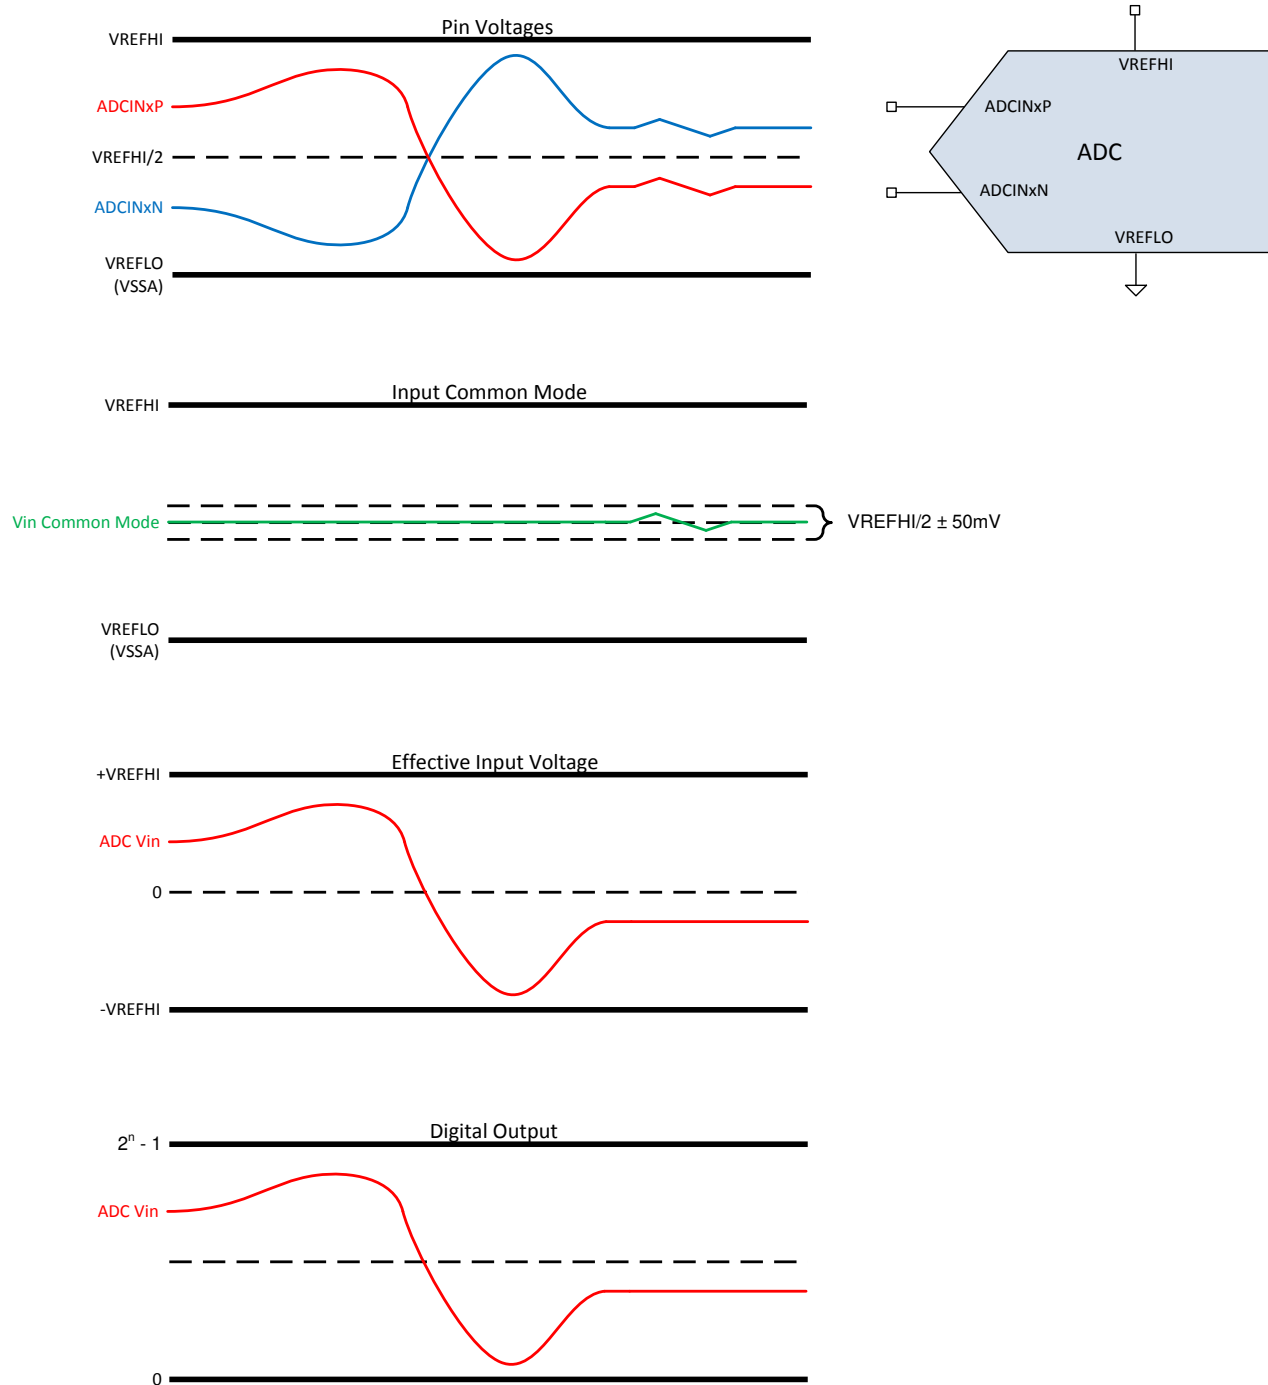 Pin Voltages
VREFHI
ADCINxP
VREFHI/2
ADCINxN
VREFLO
(VSSA)
VREFHI
ADCINxP
ADC
ADCINxN
VREFLO
Input Common Mode
VREFHI
Vin Common Mode
VREFHI/2 ± 50mV
VREFLO
(VSSA)
Effective Input Voltage
+VREFHI
ADC Vin
0
-VREFHI
Digital Output
2ⁿ - 1
ADC Vin
0